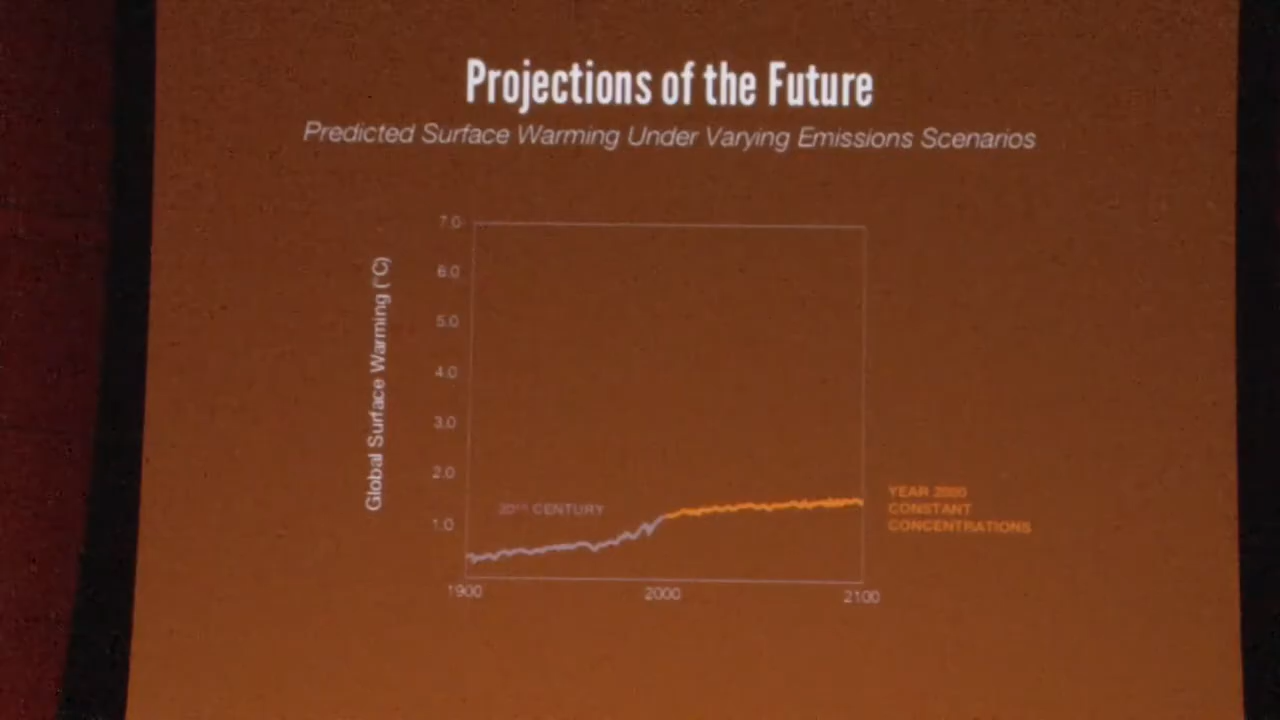 Projections of the Future
Predicted Surface Warming Under Varying Emissions Scenarios
Global Surface Warming (°C)
7.0
6.0
5.0
4.0
3.0
2.0
1.0
20TH CENTURY
YEAR 2000
CONSTANT
CONCENTRATIONS
1900
2000
2100